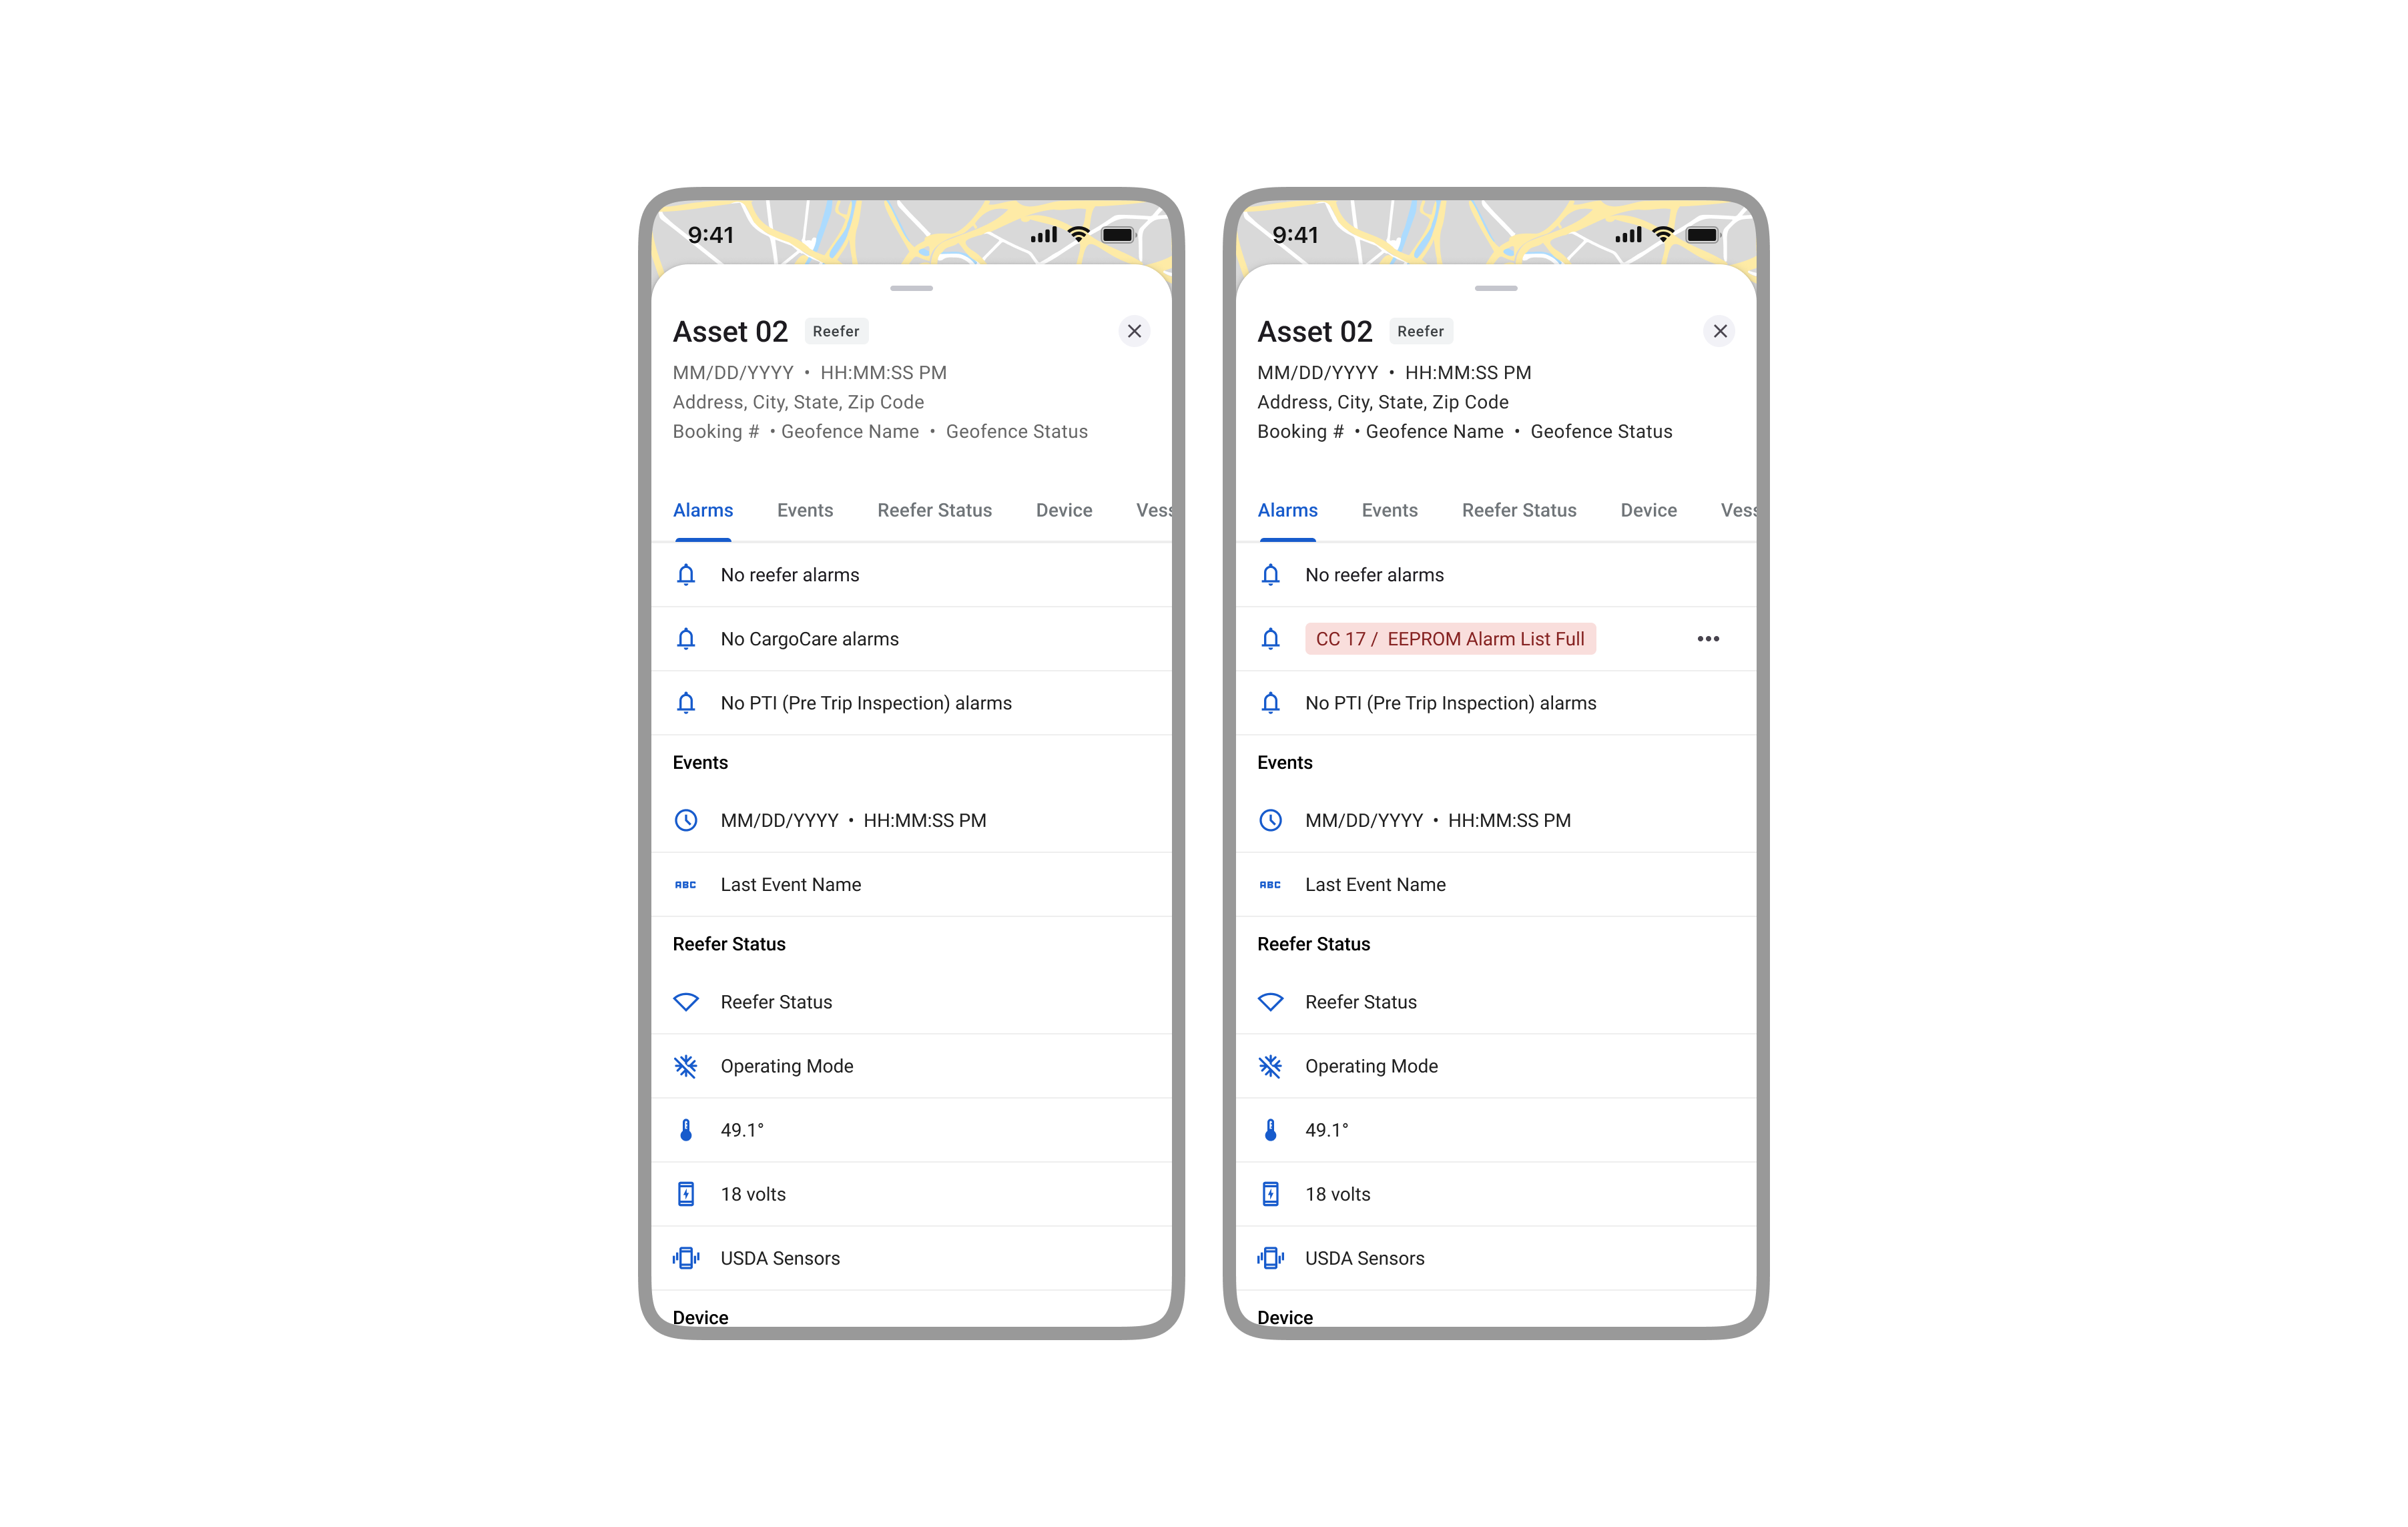 9:41
Asset 02 Reefer
MM/DD/YYYY • HH:MM:SS PM
Address, City, State, Zip Code
Booking # • Geofence Name • Geofence Status
Alarms Events Reefer Status Device Vess
No reefer alarms
No CargoCare alarms
No PTI (Pre Trip Inspection) alarms
Events
MM/DD/YYYY • HH:MM:SS PM
ABC Last Event Name
Reefer Status
Reefer Status
Operating Mode
49.1°
18 volts
USDA Sensors
Device
9:41
Asset 02 Reefer
MM/DD/YYYY • HH:MM:SS PM
Address, City, State, Zip Code
Booking # • Geofence Name • Geofence Status
Alarms Events Reefer Status Device Vess
No reefer alarms
CC 17 / EEPROM Alarm List Full
No PTI (Pre Trip Inspection) alarms
Events
MM/DD/YYYY • HH:MM:SS PM
ABC Last Event Name
Reefer Status
Reefer Status
Operating Mode
49.1°
18 volts
USDA Sensors
Device